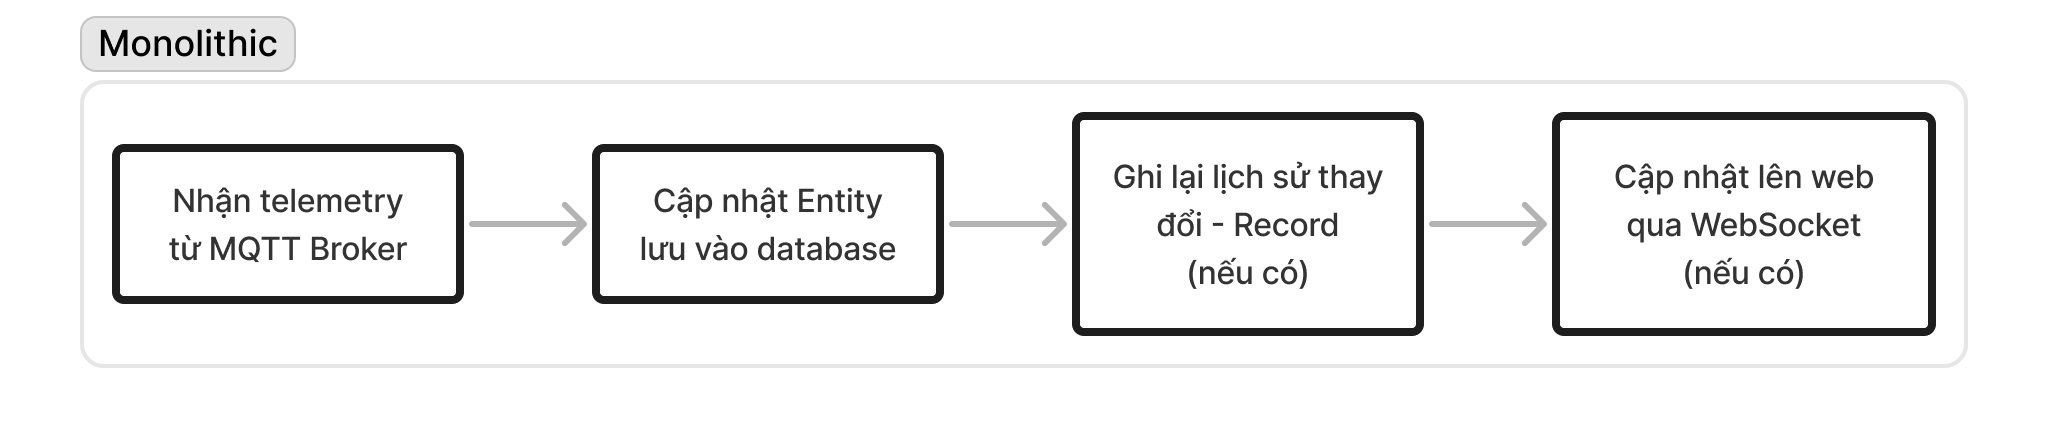 Monolithic
Nhận telemetry
từ MQTT Broker
Cập nhật Entity
lưu vào database
Ghi lại lịch sử thay
đổi - Record
(nếu có)
Cập nhật lên web
qua WebSocket
(nếu có)